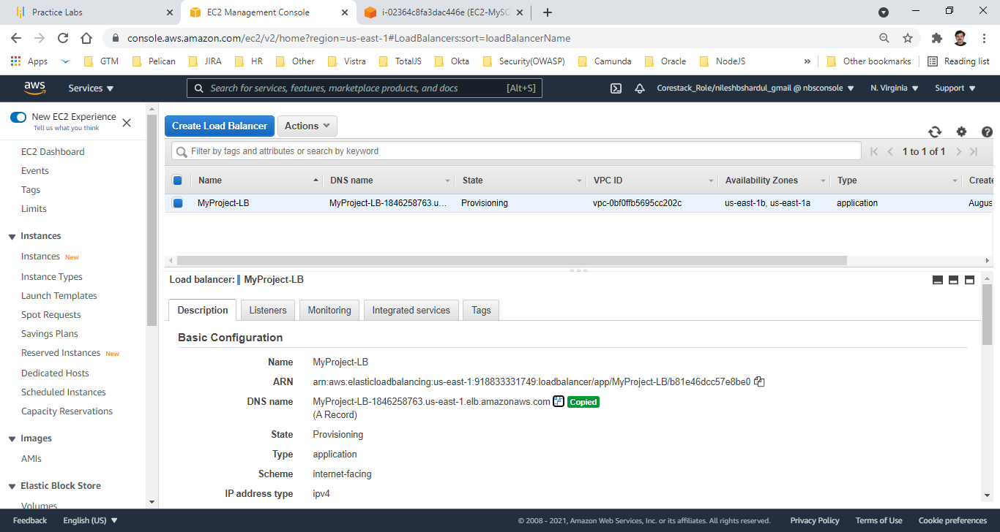 Practice Labs
EC2 Management Console
i-02364c8fa3dac446e (EC2-MySC
console.aws.amazon.com/ec2/v2/home?region=us-east-1#LoadBalancers:sort=loadBalancerName
Apps GTM Pelican JIRA HR Other Vistra TotalJS Okta Security(OWASP) Camunda Oracle NodeJS » Other bookmarks Reading list
aws Services Search for services, features, marketplace products, and docs [Alt+S] Corestack_Role/nileshbshardul_gmail @ nbsconsole N. Virginia Support
New EC2 Experience
Tell us what you think
EC2 Dashboard
Events
Tags
Limits
Instances
Instances New
Instance Types
Launch Templates
Spot Requests
Savings Plans
Reserved Instances New
Dedicated Hosts
Scheduled Instances
Capacity Reservations
Images
AMIs
Elastic Block Store
Volumes
Create Load Balancer Actions
Filter by tags and attributes or search by keyword 1 to 1 of 1
Name DNS name State VPC ID Availability Zones Type Create
MyProject-LB MyProject-LB-1846258763.u... Provisioning vpc-0bf0ffb5695cc202c us-east-1b, us-east-1a application Augus
Load balancer: MyProject-LB
Description Listeners Monitoring Integrated services Tags
Basic Configuration
Name MyProject-LB
ARN arn:aws:elasticloadbalancing:us-east-1:918833331749:loadbalancer/app/MyProject-LB/b81e46dcc57e8be0
DNS name MyProject-LB-1846258763.us-east-1.elb.amazonaws.com Copied
(A Record)
State Provisioning
Type application
Scheme internet-facing
IP address type ipv4
Feedback English (US) © 2008 - 2021, Amazon Web Services, Inc. or its affiliates. All rights reserved. Privacy Policy Terms of Use Cookie preferences